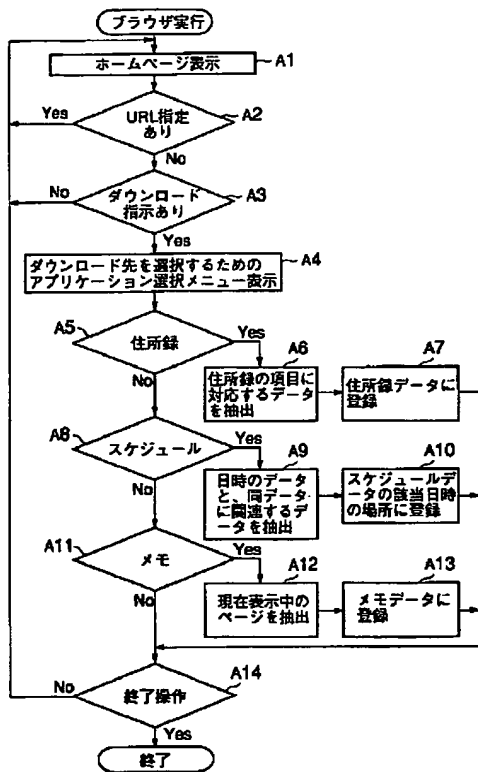 ブラウザ実行
ホームページ表示
A1
URL指定
あり
A2
Yes
No
ダウンロード
指示あり
A3
No
Yes
A4
ダウンロード先を選択するための
アプリケーション選択メニュー表示
A5
住所録
Yes
No
A6
住所録の項目に
対応するデータ
を抽出
A7
住所録データに
登録
A8
スケジュール
Yes
No
A9
日時のデータ
と、同データ
に関連するデー
タを抽出
A10
スケジュールデー
タの該当日時
の場所に登録
A11
メモ
Yes
No
A12
現在表示中の
ページを抽出
A13
メモデータに
登録
A14
終了操作
No
Yes
終了